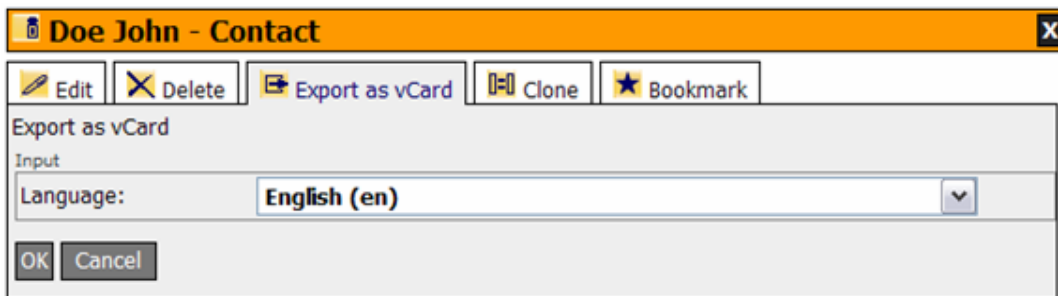 Doe John - Contact X
Edit Delete Export as vCard Clone Bookmark
Export as vCard
Input
Language: English (en)
OK Cancel